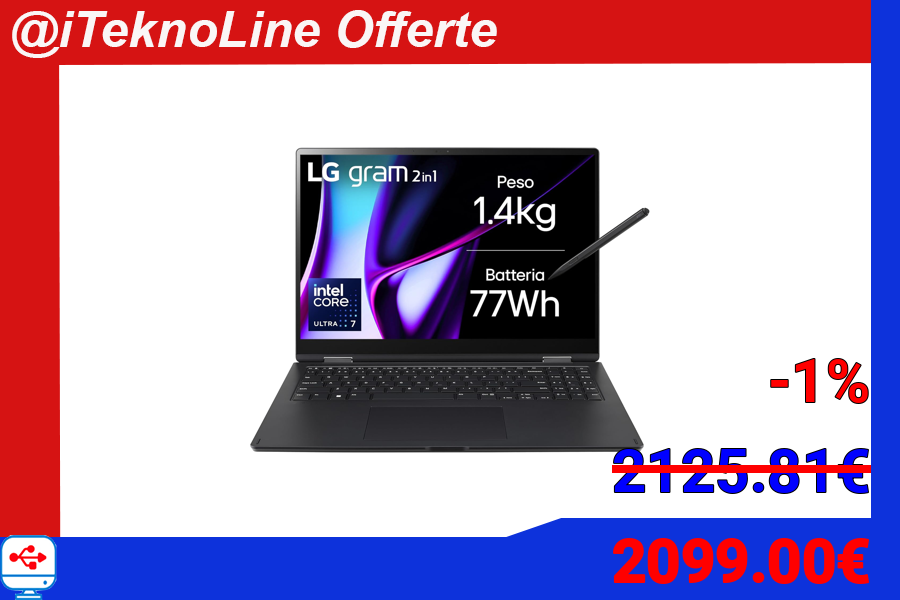 @iTeknoLine Offerte
LG gram 2in1
Peso
1.4kg
Batteria
77Wh
intel
CORE
ULTRA 7
-1%
2125.81€
2099.00€